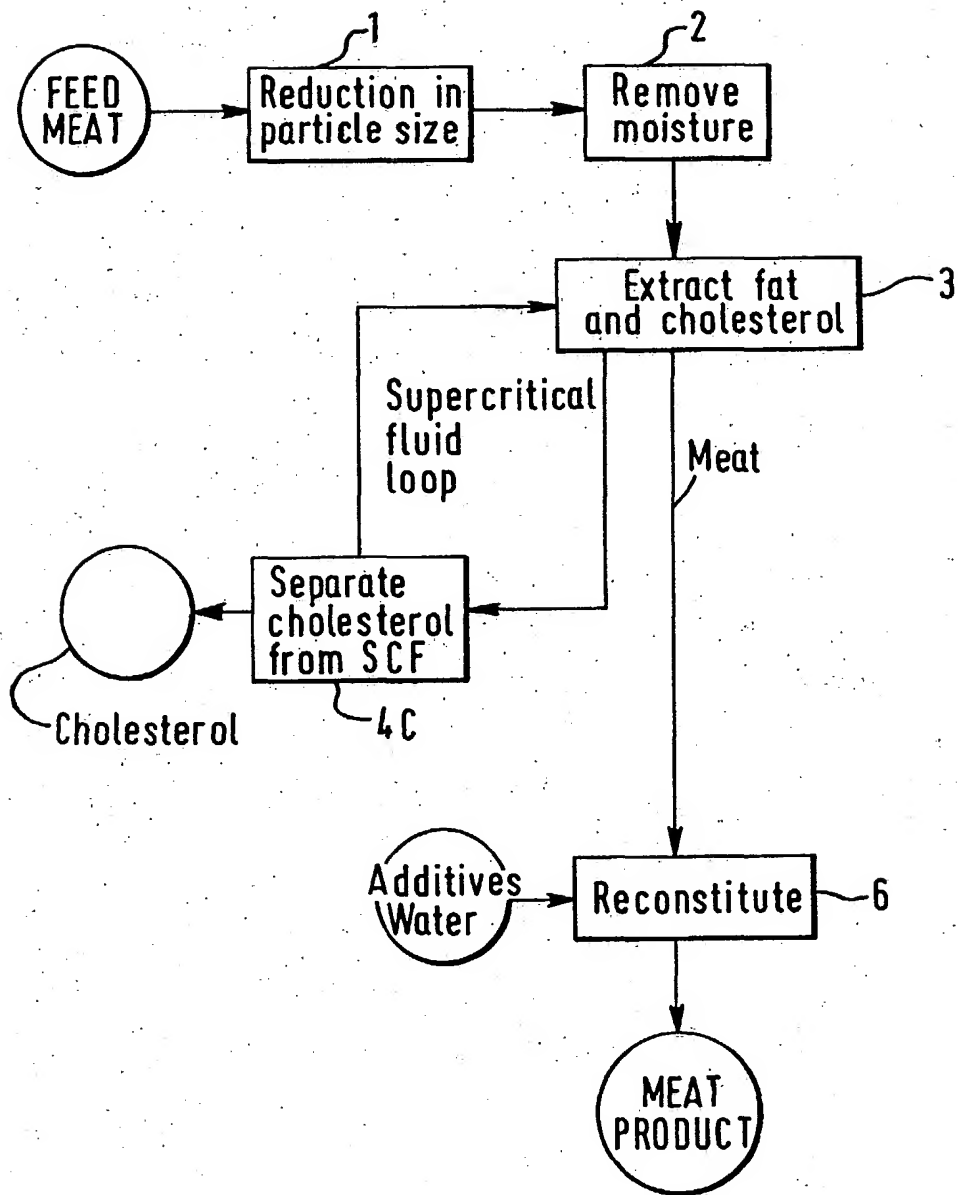 1
2
FEED
MEAT
Reduction in
particle size
Remove
moisture
Extract fat
and cholesterol
3
Supercritical
fluid
loop
Meat
Separate
cholesterol
from SCF
4C
Cholesterol
Additives
Water
Reconstitute
6
MEAT
PRODUCT